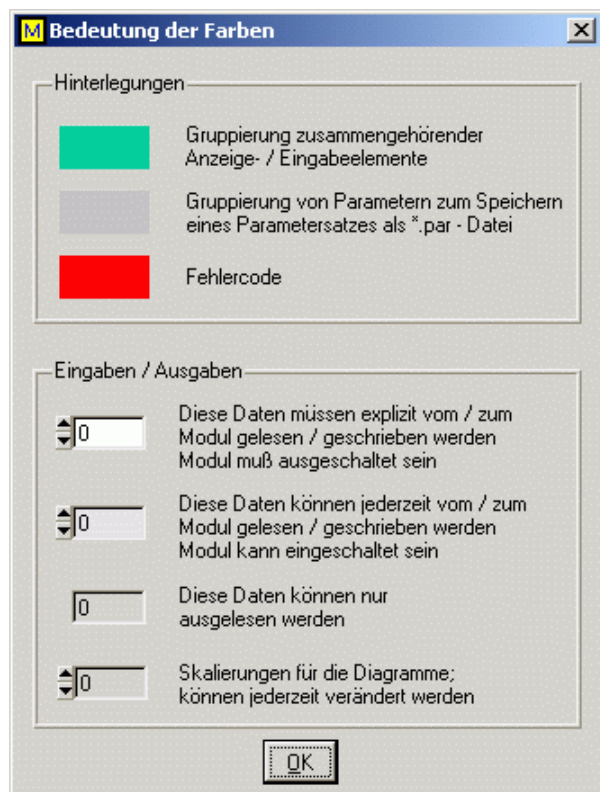 M Bedeutung der Farben
Hinterlegungen
Gruppierung zusammengehörender
Anzeige- / Eingabeelemente
Gruppierung von Parametern zum Speichern
eines Parametersatzes als *.par - Datei
Fehlercode
Eingaben / Ausgaben
0
Diese Daten müssen explizit vom / zum
Modul gelesen / geschrieben werden
Modul muß ausgeschaltet sein
0
Diese Daten können jederzeit vom / zum
Modul gelesen / geschrieben werden
Modul kann eingeschaltet sein
0
Diese Daten können nur
ausgelesen werden
0
Skalierungen für die Diagramme;
können jederzeit verändert werden
OK